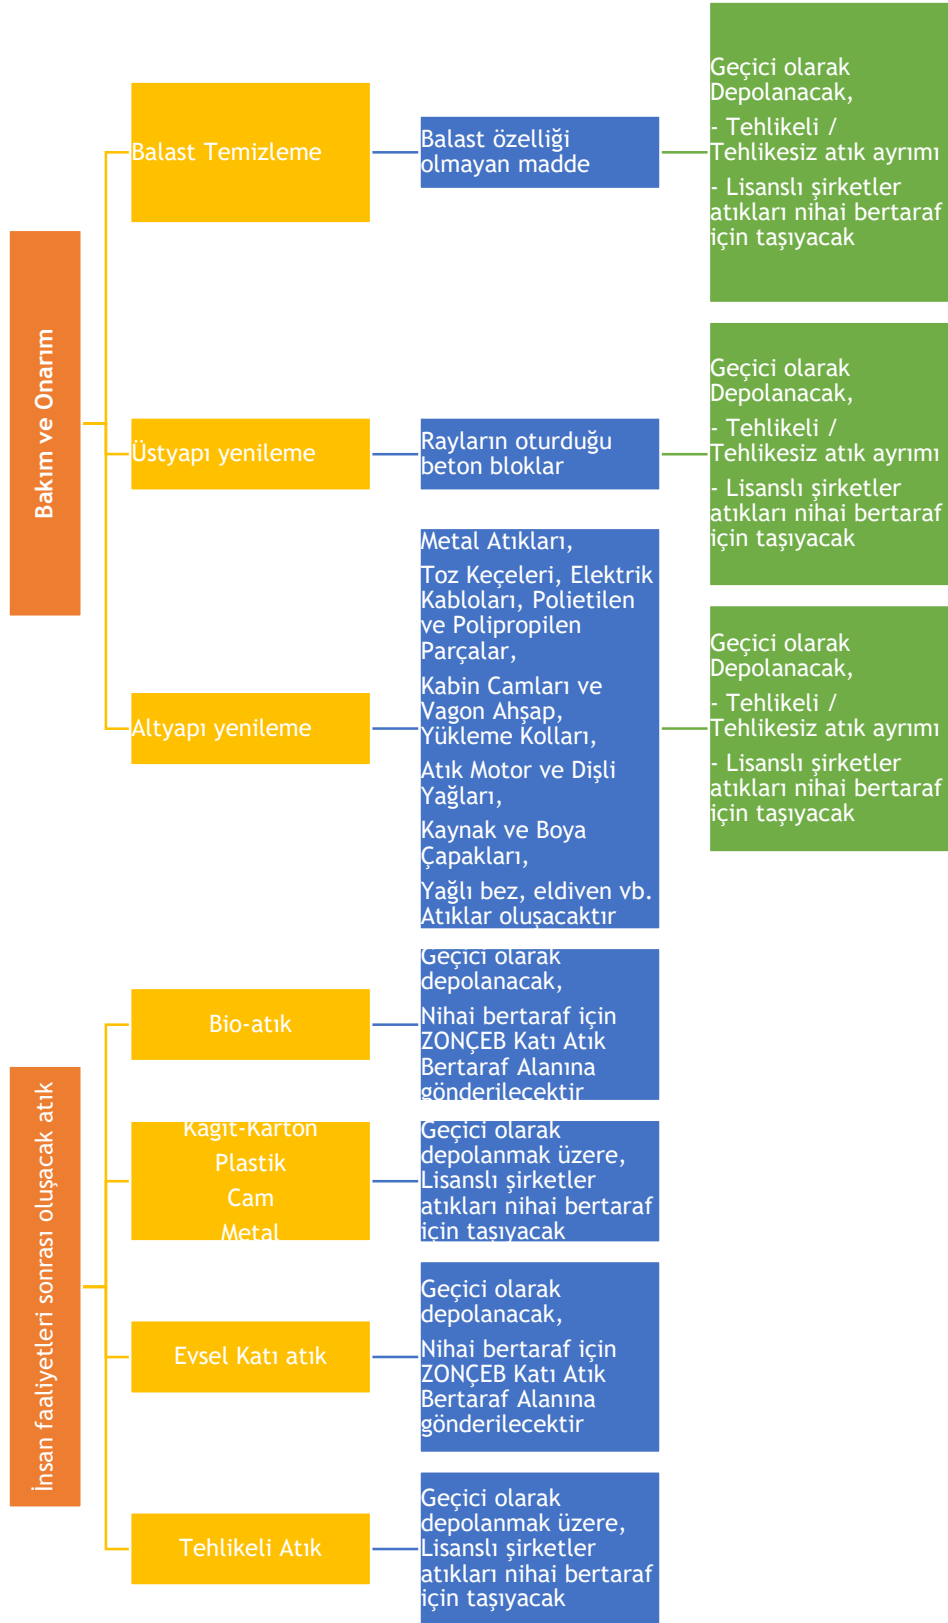 Bakım ve Onarım
Balast Temizleme
Balast özelliği
olmayan madde
Geçici olarak
Depolanacak,
- Tehlikeli /
Tehlikesiz atık ayrımı
- Lisanslı şirketler
atıkları nihai bertaraf
için taşıyacak
Üstyapı yenileme
Rayların oturduğu
beton bloklar
Geçici olarak
Depolanacak,
- Tehlikeli /
Tehlikesiz atık ayrımı
- Lisanslı şirketler
atıkları nihai bertaraf
için taşıyacak
Altyapı yenileme
Metal Atıkları,
Toz Keçeleri, Elektrik
Kabloları, Polietilen
ve Polipropilen
Parçalar,
Kabin Camları ve
Vagon Ahşap,
Yükleme Kolları,
Atık Motor ve Dişli
Yağları,
Kaynak ve Boya
Çapakları,
Yağlı bez, eldiven vb.
Atıklar oluşacaktır
Geçici olarak
Depolanacak,
- Tehlikeli /
Tehlikesiz atık ayrımı
- Lisanslı şirketler
atıkları nihai bertaraf
için taşıyacak
İnsan faaliyetleri sonrası oluşacak atık
Bio-atık
Geçici olarak
depolanacak,
Nihai bertaraf için
ZONÇEB Katı Atık
Bertaraf Alanına
gönderilecektir
Kağıt-Karton
Plastik
Cam
Metal
Geçici olarak
depolanmak üzere,
Lisanslı şirketler
atıkları nihai bertaraf
için taşıyacak
Evsel Katı atık
Geçici olarak
depolanacak,
Nihai bertaraf için
ZONÇEB Katı Atık
Bertaraf Alanına
gönderilecektir
Tehlikeli Atık
Geçici olarak
depolanmak üzere,
Lisanslı şirketler
atıkları nihai bertaraf
için taşıyacak